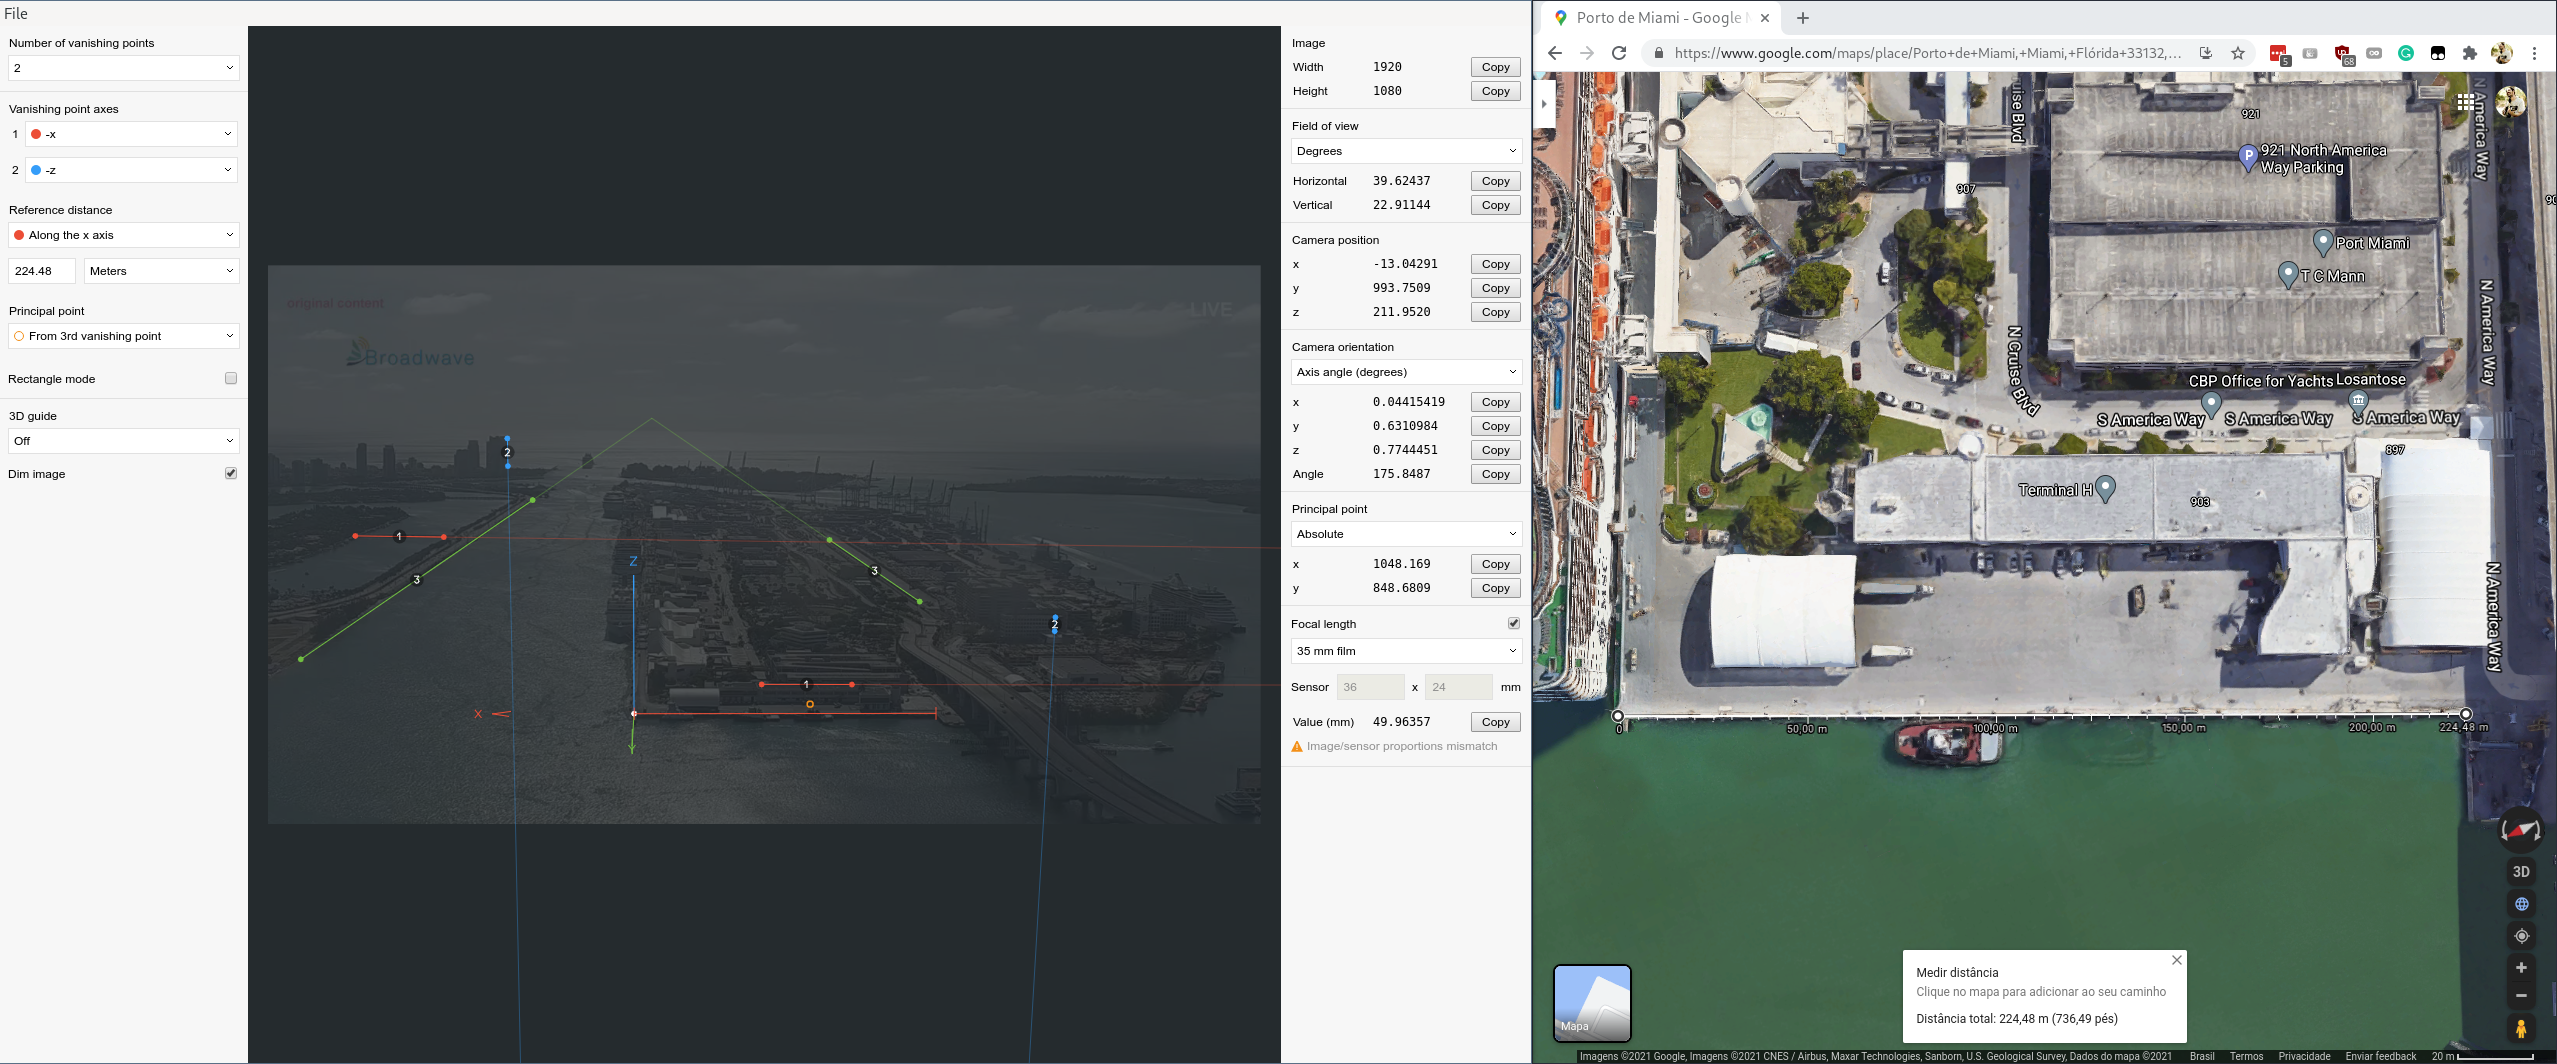 File
Number of vanishing points
2
Vanishing point axes
1 -x
2 -z
Reference distance
Along the x axis
224.48 Meters
Principal point
From 3rd vanishing point
Rectangle mode
3D guide
Off
Dim image
original content
LIVE
Broadwave
2
1
3
Z
3
2
1
X
Y
Image
Width 1920 Copy
Height 1080 Copy
Field of view
Degrees
Horizontal 39.62437 Copy
Vertical 22.91144 Copy
Camera position
x -13.04291 Copy
y 993.7509 Copy
z 211.9520 Copy
Camera orientation
Axis angle (degrees)
x 0.04415419 Copy
y 0.6310984 Copy
z 0.7744451 Copy
Angle 175.8487 Copy
Principal point
Absolute
x 1048.169 Copy
y 848.6809 Copy
Focal length
35 mm film
Sensor 36 x 24 mm
Value (mm) 49.96357 Copy
Image/sensor proportions mismatch
Porto de Miami - Google
https://www.google.com/maps/place/Porto+de+Miami,+Miami,+Flórida+33132,...
5
68
uise Blvd
N America Way
921
P
921 North America
Way Parking
907
90
Port Miami
T C Mann
N America Way
N Cruise Blvd
CBP Office for Yachts
Losantose
S America Way
S America Way
S America Way
897
Terminal H
903
N America Way
0
50,00 m
100,00 m
150,00 m
200,00 m
224,48 m
3D
Medir distância
Clique no mapa para adicionar ao seu caminho
Distância total: 224,48 m (736,49 pés)
Mapa
Imagens ©2021 Google, Imagens ©2021 CNES / Airbus, Maxar Technologies, Sanborn, U.S. Geological Survey, Dados do mapa ©2021 Brasil Termos Privacidade Enviar feedback 20 m